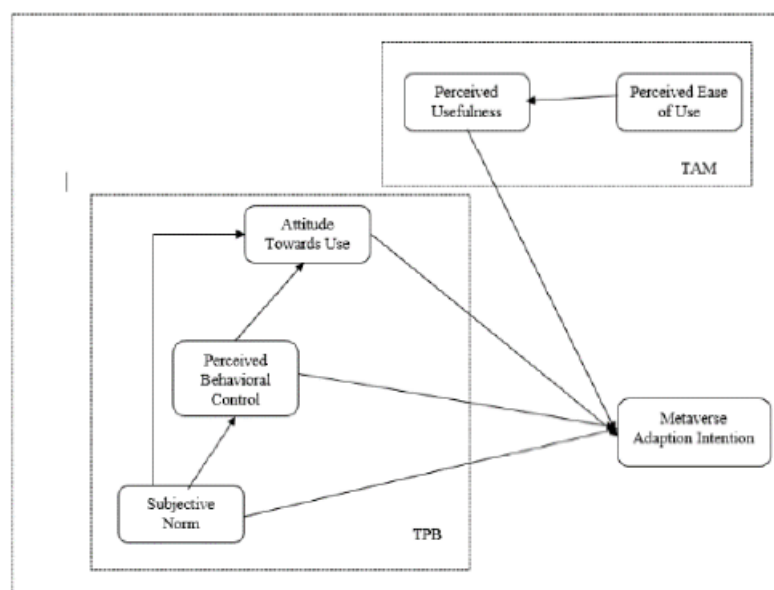 Perceived
Usefulness
Perceived Ease
of Use
TAM
Attitude
Towards Use
Perceived
Behavioral
Control
Metaverse
Adaption Intention
Subjective
Norm
TPB